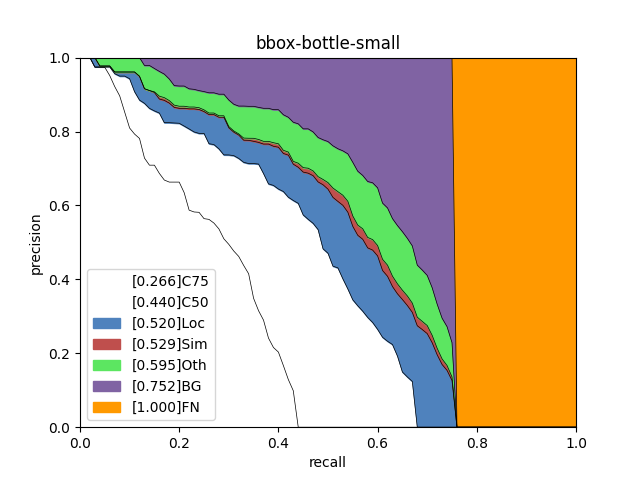 bbox-bottle-small
precision
1.0
0.8
0.6
0.4
0.2
0.0
[0.266]C75
[0.440]C50
[0.520]Loc
[0.529]Sim
[0.595]Oth
[0.752]BG
[1.000]FN
0.0 0.2 0.4 0.6 0.8 1.0
recall